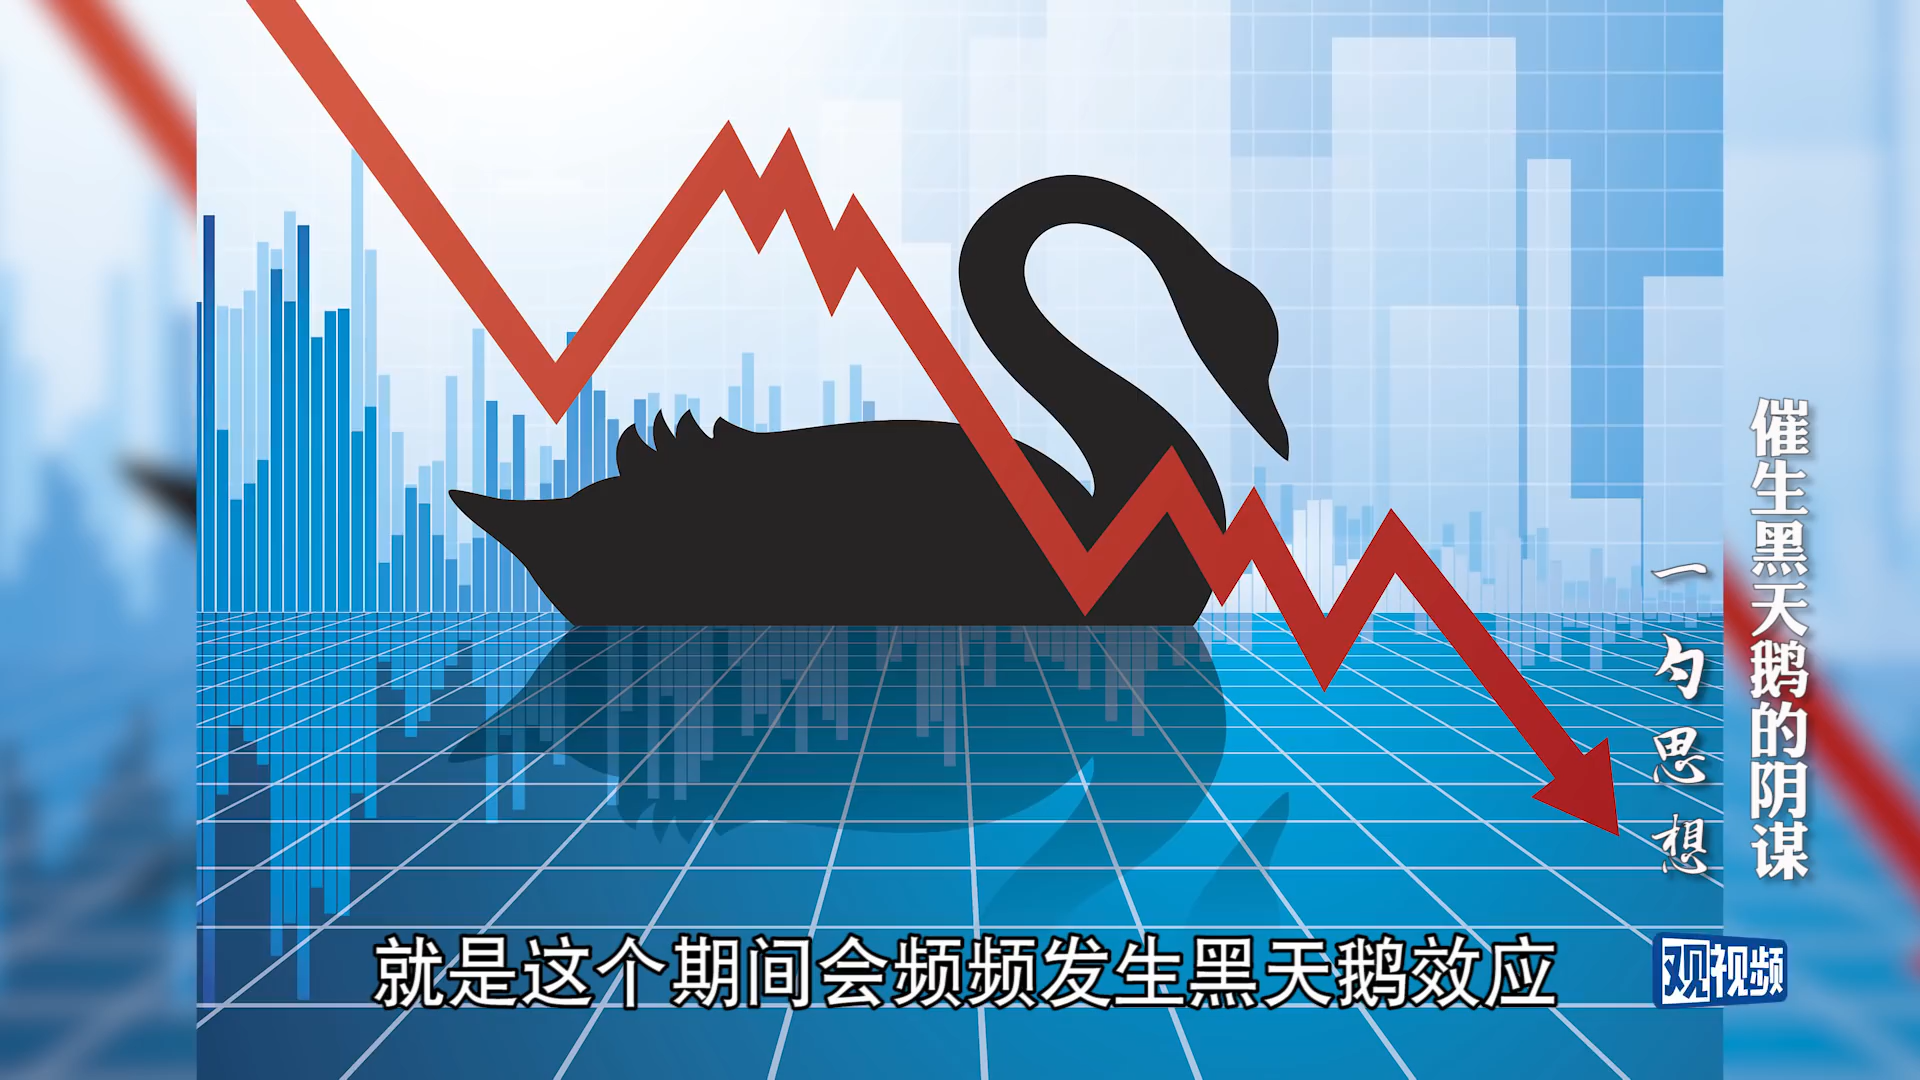 催生黑天鹅的阴谋
一勺思想
就是这个期间会频频发生黑天鹅效应
观视频